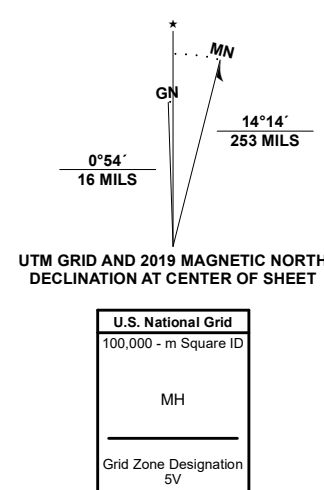 ★
MN
GN
14°14´
253 MILS
0°54´
16 MILS
UTM GRID AND 2019 MAGNETIC NORTH
DECLINATION AT CENTER OF SHEET
U.S. National Grid
100,000 - m Square ID
MH
Grid Zone Designation
5V